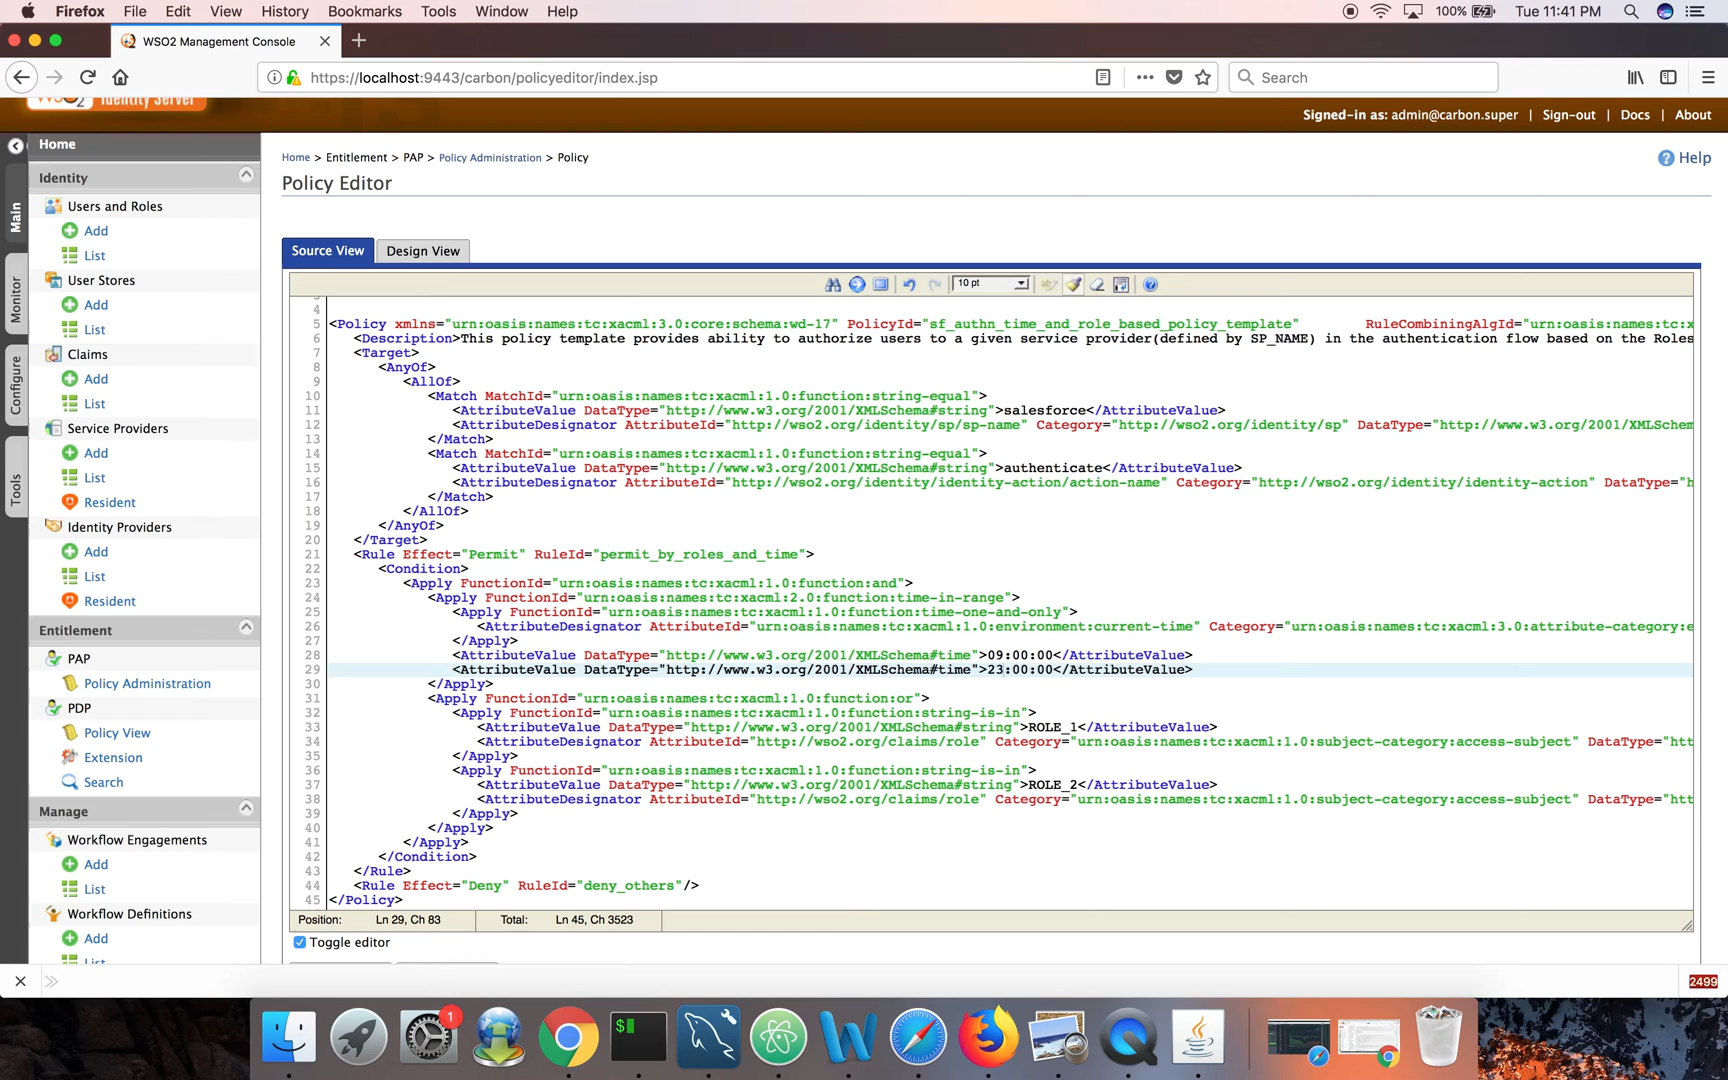 Firefox File Edit View History Bookmarks Tools Window Help 100% Tue 11:41 PM
WSO2 Management Console
https://localhost:9443/carbon/policyeditor/index.jsp Search
Identity Server
Signed-in as: admin@carbon.super | Sign-out | Docs | About
Home
Home > Entitlement > PAP > Policy Administration > Policy
Help
Policy Editor
Main
Monitor
Configure
Tools
Identity
Users and Roles
Add
List
User Stores
Add
List
Claims
Add
List
Service Providers
Add
List
Resident
Identity Providers
Add
List
Resident
Entitlement
PAP
Policy Administration
PDP
Policy View
Extension
Search
Manage
Workflow Engagements
Add
List
Workflow Definitions
Add
List
Source View Design View
10 pt
4
5 <Policy xmlns="urn:oasis:names:tc:xacml:3.0:core:schema:wd-17" PolicyId="sf_authn_time_and_role_based_policy_template" RuleCombiningAlgId="urn:oasis:names:tc:x
6 <Description>This policy template provides ability to authorize users to a given service provider(defined by SP_NAME) in the authentication flow based on the Roles
7 <Target>
8 <AnyOf>
9 <AllOf>
10 <Match MatchId="urn:oasis:names:tc:xacml:1.0:function:string-equal">
11 <AttributeValue DataType="http://www.w3.org/2001/XMLSchema#string">salesforce</AttributeValue>
12 <AttributeDesignator AttributeId="http://wso2.org/identity/sp/sp-name" Category="http://wso2.org/identity/sp" DataType="http://www.w3.org/2001/XMLSchem
13 </Match>
14 <Match MatchId="urn:oasis:names:tc:xacml:1.0:function:string-equal">
15 <AttributeValue DataType="http://www.w3.org/2001/XMLSchema#string">authenticate</AttributeValue>
16 <AttributeDesignator AttributeId="http://wso2.org/identity/identity-action/action-name" Category="http://wso2.org/identity/identity-action" DataType="h
17 </Match>
18 </AllOf>
19 </AnyOf>
20 </Target>
21 <Rule Effect="Permit" RuleId="permit_by_roles_and_time">
22 <Condition>
23 <Apply FunctionId="urn:oasis:names:tc:xacml:1.0:function:and">
24 <Apply FunctionId="urn:oasis:names:tc:xacml:2.0:function:time-in-range">
25 <Apply FunctionId="urn:oasis:names:tc:xacml:1.0:function:time-one-and-only">
26 <AttributeDesignator AttributeId="urn:oasis:names:tc:xacml:1.0:environment:current-time" Category="urn:oasis:names:tc:xacml:3.0:attribute-category:e
27 </Apply>
28 <AttributeValue DataType="http://www.w3.org/2001/XMLSchema#time">09:00:00</AttributeValue>
29 <AttributeValue DataType="http://www.w3.org/2001/XMLSchema#time">23:00:00</AttributeValue>
30 </Apply>
31 <Apply FunctionId="urn:oasis:names:tc:xacml:1.0:function:or">
32 <Apply FunctionId="urn:oasis:names:tc:xacml:1.0:function:string-is-in">
33 <AttributeValue DataType="http://www.w3.org/2001/XMLSchema#string">ROLE_1</AttributeValue>
34 <AttributeDesignator AttributeId="http://wso2.org/claims/role" Category="urn:oasis:names:tc:xacml:1.0:subject-category:access-subject" DataType="htt
35 </Apply>
36 <Apply FunctionId="urn:oasis:names:tc:xacml:1.0:function:string-is-in">
37 <AttributeValue DataType="http://www.w3.org/2001/XMLSchema#string">ROLE_2</AttributeValue>
38 <AttributeDesignator AttributeId="http://wso2.org/claims/role" Category="urn:oasis:names:tc:xacml:1.0:subject-category:access-subject" DataType="htt
39 </Apply>
40 </Apply>
41 </Apply>
42 </Condition>
43 </Rule>
44 <Rule Effect="Deny" RuleId="deny_others"/>
45 </Policy>
Position: Ln 29, Ch 83 Total: Ln 45, Ch 3523
Toggle editor
2499
1